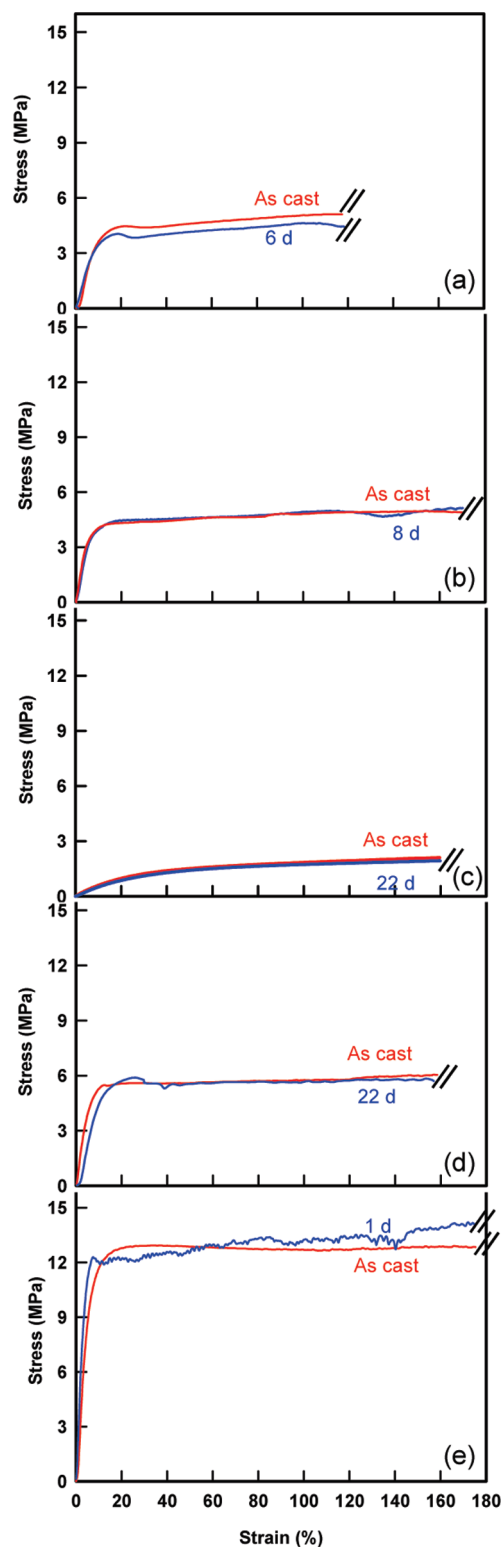 15
12
9
6
3
0
Stress (MPa)
As cast
6 d
(a)
15
12
9
6
3
0
Stress (MPa)
As cast
8 d
(b)
15
12
9
6
3
0
Stress (MPa)
As cast
22 d
(c)
15
12
9
6
3
0
Stress (MPa)
As cast
22 d
(d)
15
12
9
6
3
0
Stress (MPa)
1 d
As cast
(e)
0 20 40 60 80 100 120 140 160 180
Strain (%)